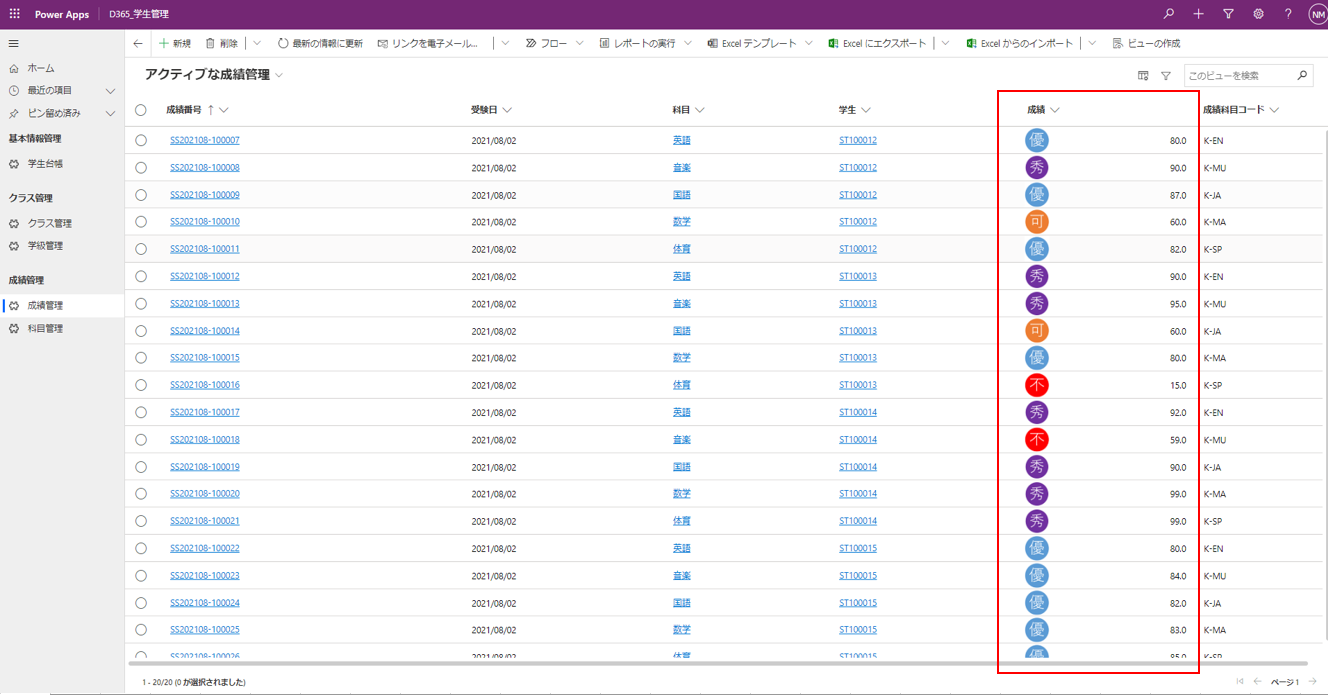 Power Apps D365_学生管理 NM
新規 削除 最新の情報に更新 リンクを電子メール... フロー レポートの実行 Excel テンプレート Excel にエクスポート Excel からのインポート ビューの作成
ホーム
最近の項目
ピン留め済み
基本情報管理
学生台帳
クラス管理
クラス管理
学級管理
成績管理
成績管理
科目管理
アクティブな成績管理 このビューを検索
成績番号 ↑ 受験日 科目 学生 成績 成績科目コード
SS202108-100007 2021/08/02 英語 ST100012 優 80.0 K-EN
SS202108-100008 2021/08/02 音楽 ST100012 秀 90.0 K-MU
SS202108-100009 2021/08/02 国語 ST100012 優 87.0 K-JA
SS202108-100010 2021/08/02 数学 ST100012 可 60.0 K-MA
SS202108-100011 2021/08/02 体育 ST100012 優 82.0 K-SP
SS202108-100012 2021/08/02 英語 ST100013 秀 90.0 K-EN
SS202108-100013 2021/08/02 音楽 ST100013 秀 95.0 K-MU
SS202108-100014 2021/08/02 国語 ST100013 可 60.0 K-JA
SS202108-100015 2021/08/02 数学 ST100013 優 80.0 K-MA
SS202108-100016 2021/08/02 体育 ST100013 不 15.0 K-SP
SS202108-100017 2021/08/02 英語 ST100014 秀 92.0 K-EN
SS202108-100018 2021/08/02 音楽 ST100014 不 59.0 K-MU
SS202108-100019 2021/08/02 国語 ST100014 秀 90.0 K-JA
SS202108-100020 2021/08/02 数学 ST100014 秀 99.0 K-MA
SS202108-100021 2021/08/02 体育 ST100014 秀 99.0 K-SP
SS202108-100022 2021/08/02 英語 ST100015 優 80.0 K-EN
SS202108-100023 2021/08/02 音楽 ST100015 優 84.0 K-MU
SS202108-100024 2021/08/02 国語 ST100015 優 82.0 K-JA
SS202108-100025 2021/08/02 数学 ST100015 優 83.0 K-MA
SS202108-100026 2021/08/02 体育 ST100015 優 85.0 K-SP
1 - 20/20 (0 が選択されました) ページ 1